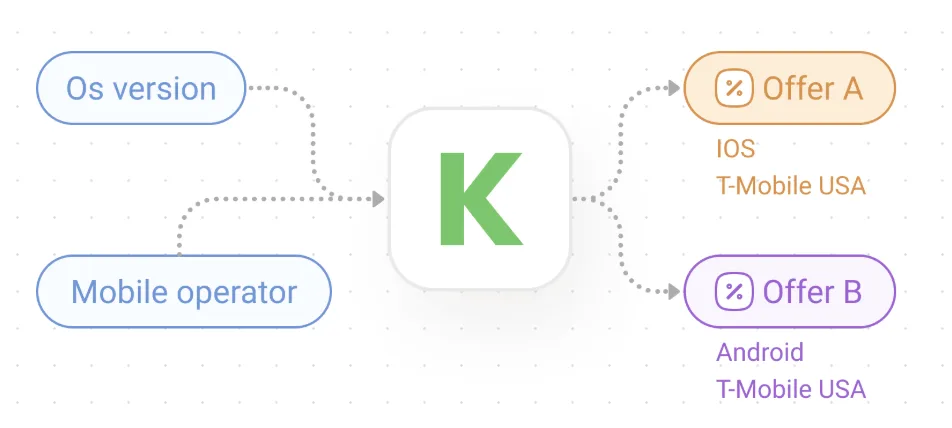 Os version
Mobile operator
K
Offer A
IOS
T-Mobile USA
Offer B
Android
T-Mobile USA